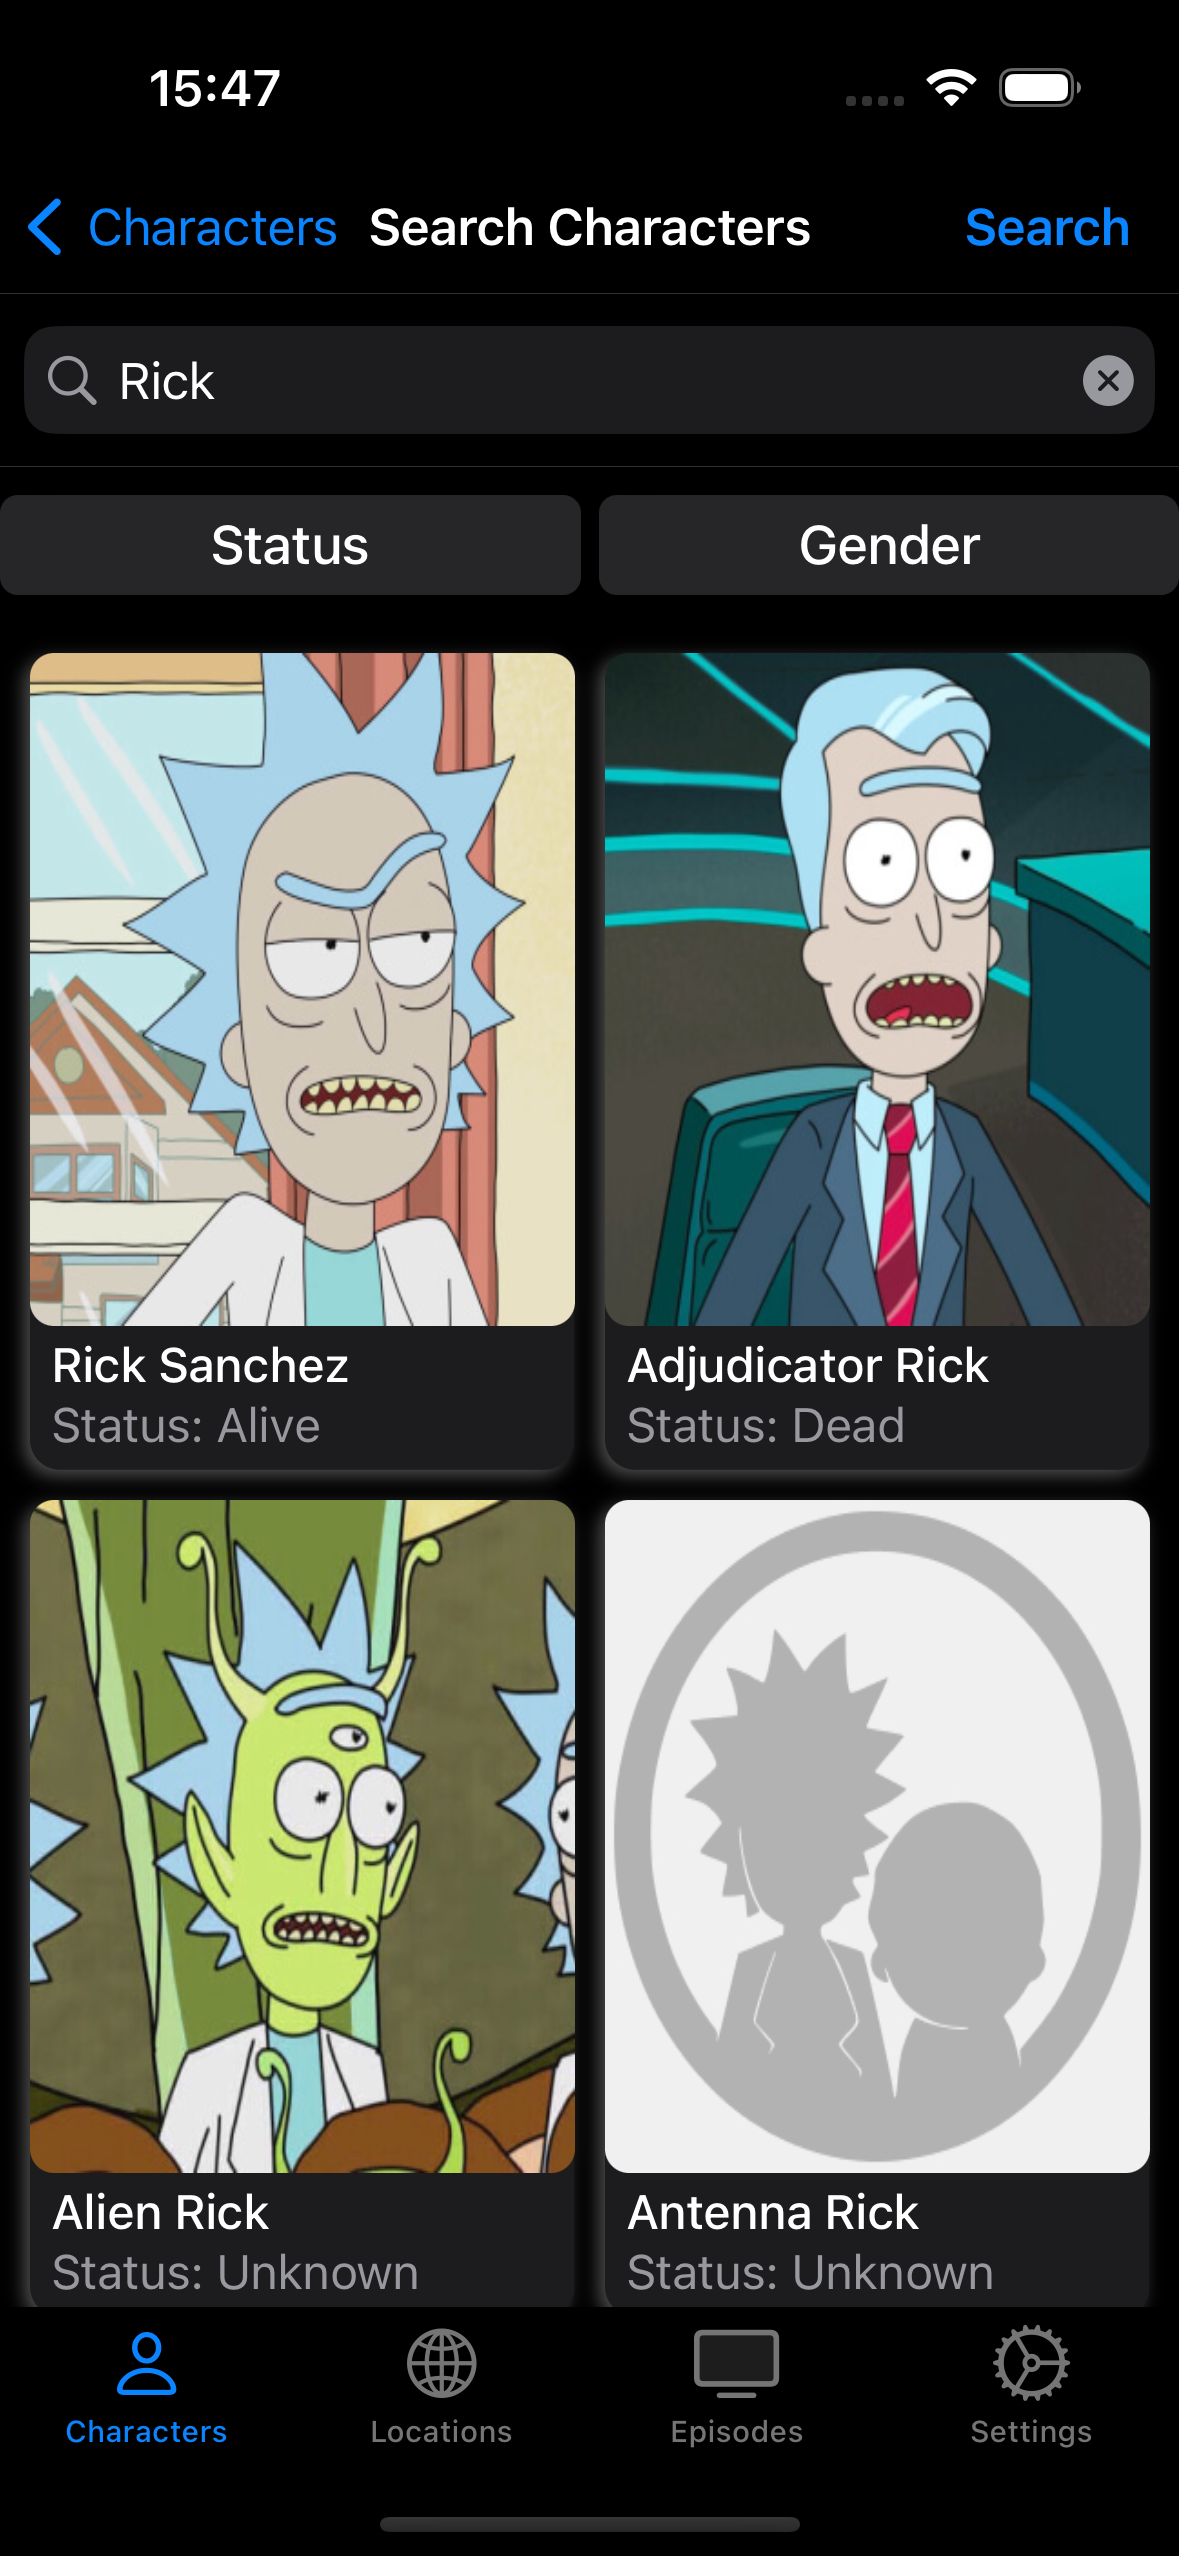 15:47
Characters Search Characters Search
Rick
Status Gender
Rick Sanchez
Status: Alive
Adjudicator Rick
Status: Dead
Alien Rick
Status: Unknown
Antenna Rick
Status: Unknown
Characters Locations Episodes Settings